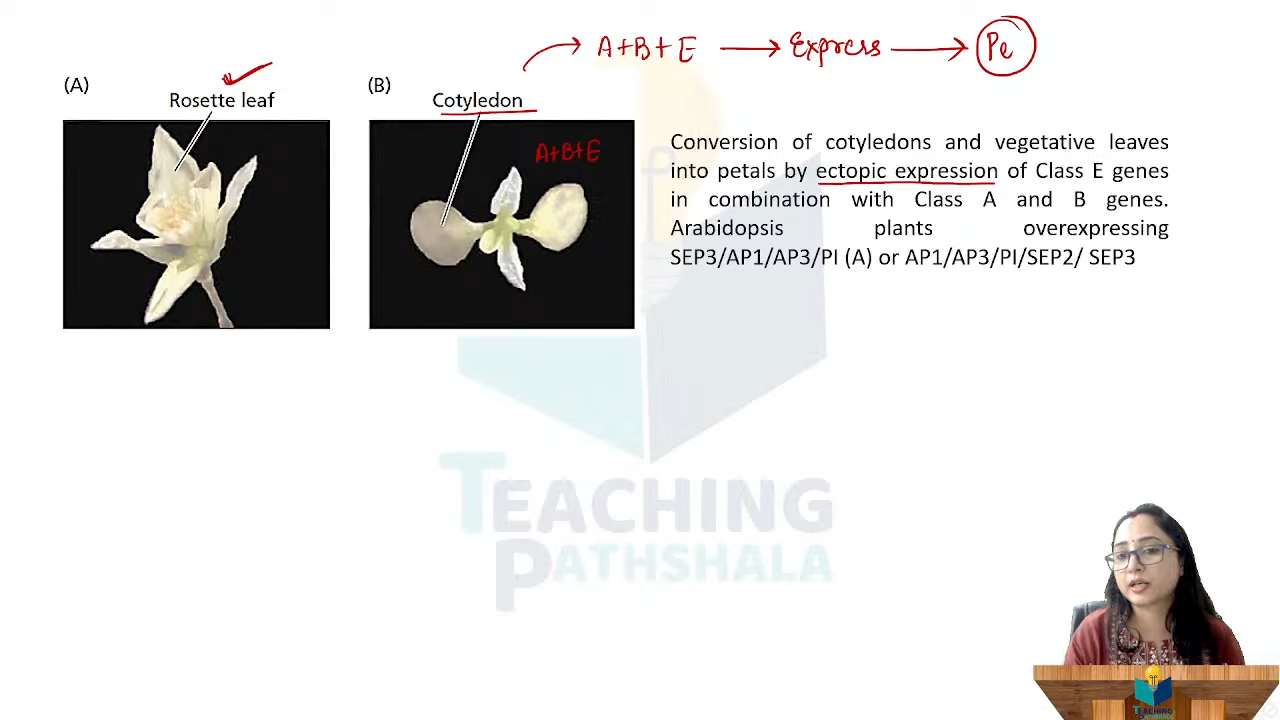 A+B+E → Express → Pe
(A)
Rosette leaf
(B)
Cotyledon
A+B+E
Conversion of cotyledons and vegetative leaves
into petals by ectopic expression of Class E genes
in combination with Class A and B genes.
Arabidopsis plants overexpressing
SEP3/AP1/AP3/PI (A) or AP1/AP3/PI/SEP2/ SEP3
TEACHING
PATHSHALA
TEACHING
PATHSHALA